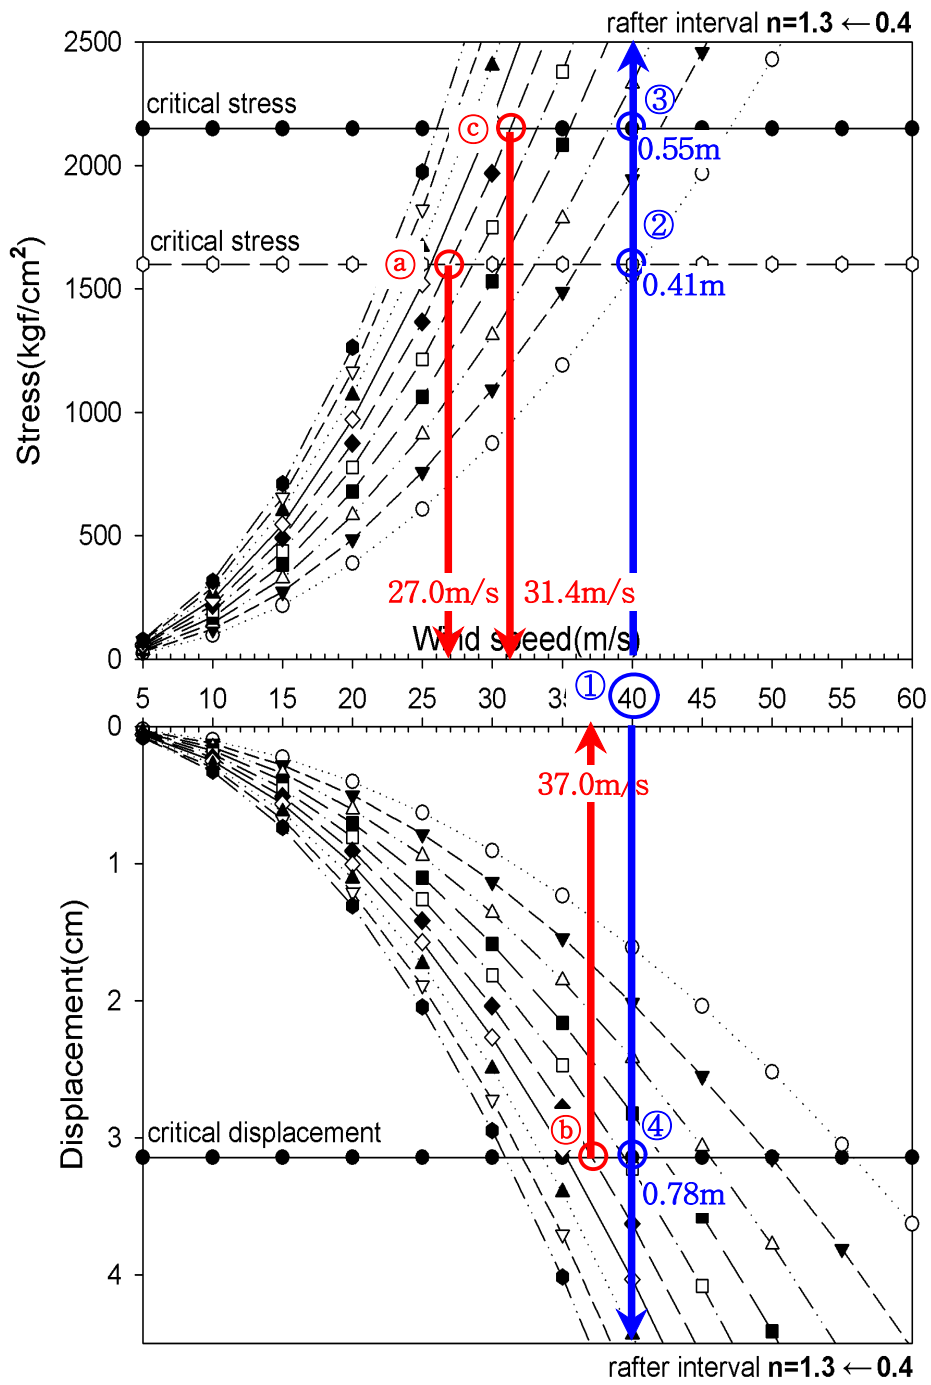 rafter interval n=1.3 ← 0.4
2500
critical stress
ⓒ
③
0.55m
2000
critical stress
②
ⓐ
1500
0.41m
Stress(kgf/cm²)
1000
500
27.0m/s
31.4m/s
Wind speed(m/s)
0
①
5 10 15 20 25 30 35 40 45 50 55 60
0
37.0m/s
1
Displacement(cm)
2
3
critical displacement
ⓑ
④
0.78m
4
rafter interval n=1.3 ← 0.4